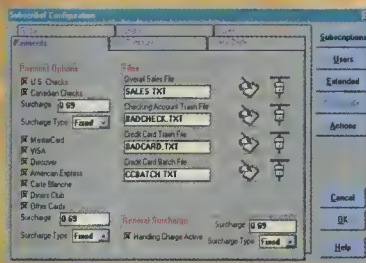 Subscribe! Configuration
Payments
Payment Options
U.S. Checks
Canadian Checks
Surcharge 0.69
Surcharge Type Fixed
MasterCard
VISA
Discover
American Express
Carte Blanche
Diners Club
Other Cards
Surcharge 0.69
Surcharge Type Fixed
Files
Overall Sales File
SALES.TXT
Checking Account Trash File
BADCHECK.TXT
Credit Card Trash File
BADCARD.TXT
Credit Card Batch File
CCBATCH.TXT
General Surcharge
Handling Charge Active
Surcharge 0.69
Surcharge Type Fixed
Subscriptions
Users
Extended
Actions
Cancel
OK
Help